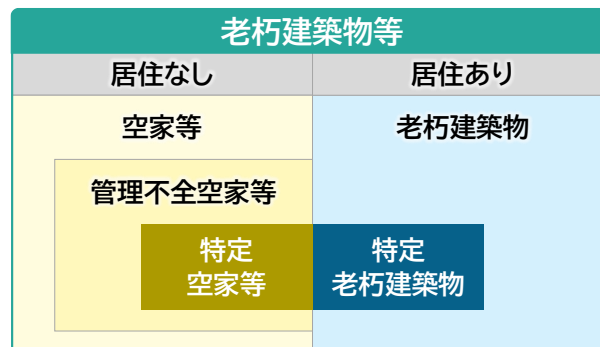 老朽建築物等
居住なし
居住あり
空家等
老朽建築物
管理不全空家等
特定
空家等
特定
老朽建築物